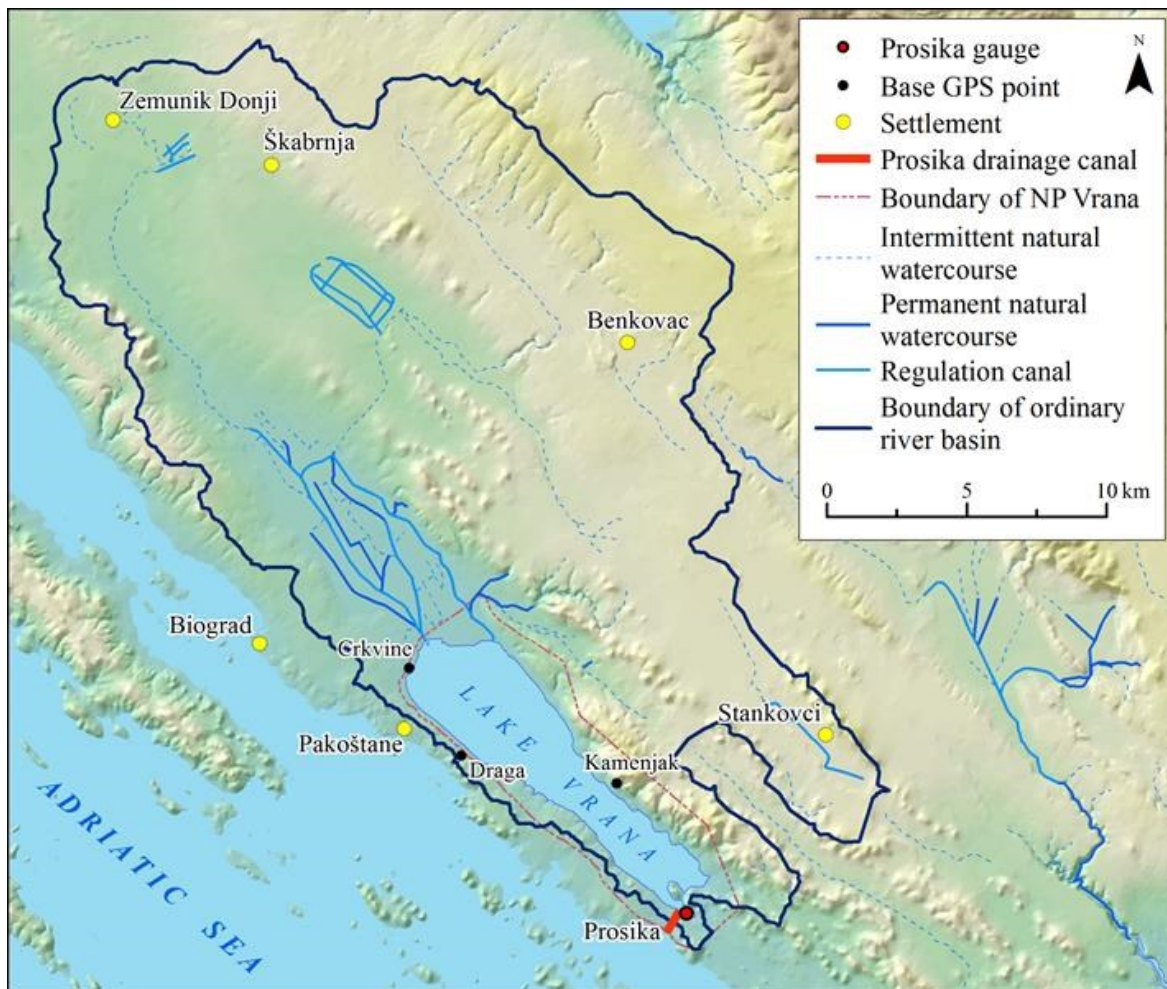 Prosika gauge
Base GPS point
Settlement
Prosika drainage canal
Boundary of NP Vrana
Intermittent natural
watercourse
Permanent natural
watercourse
Regulation canal
Boundary of ordinary
river basin
0 5 10 km
N
Zemunik Donji
Škabrnja
Benkovac
Biograd
Crkvine
Pakoštane
Draga
LAKE VRANA
Kamenjak
Stankovci
Prosika
ADRIATIC SEA